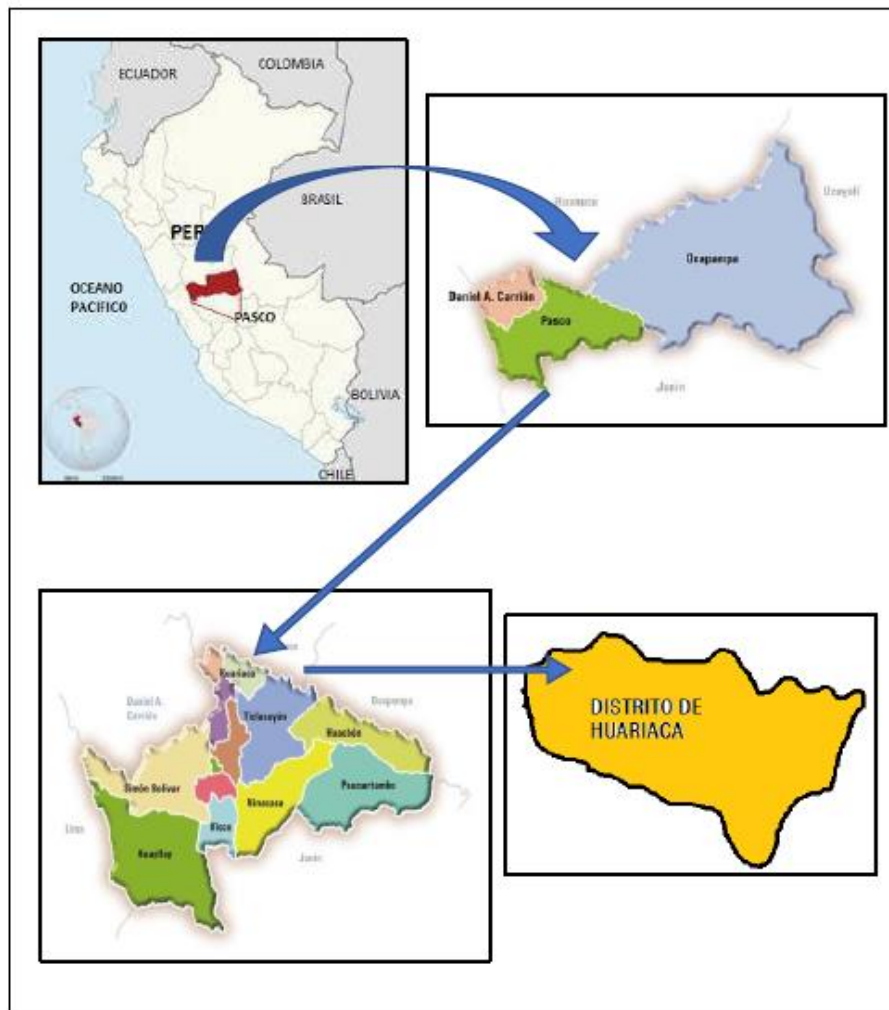 ECUADOR
COLOMBIA
BRASIL
PER
OCEANO
PACIFICO
PASCO
BOLIVIA
CHILE
Ucayali
Oxapampa
Daniel A. Carrión
Pasco
Junín
Huariaca
Daniel A.
Carrión
Ticlacayán
Oxapampa
Huachón
Simón Bolívar
Paucartambo
Ninacaca
Vicco
Lima
Huayllay
Junín
DISTRITO DE
HUARIACA